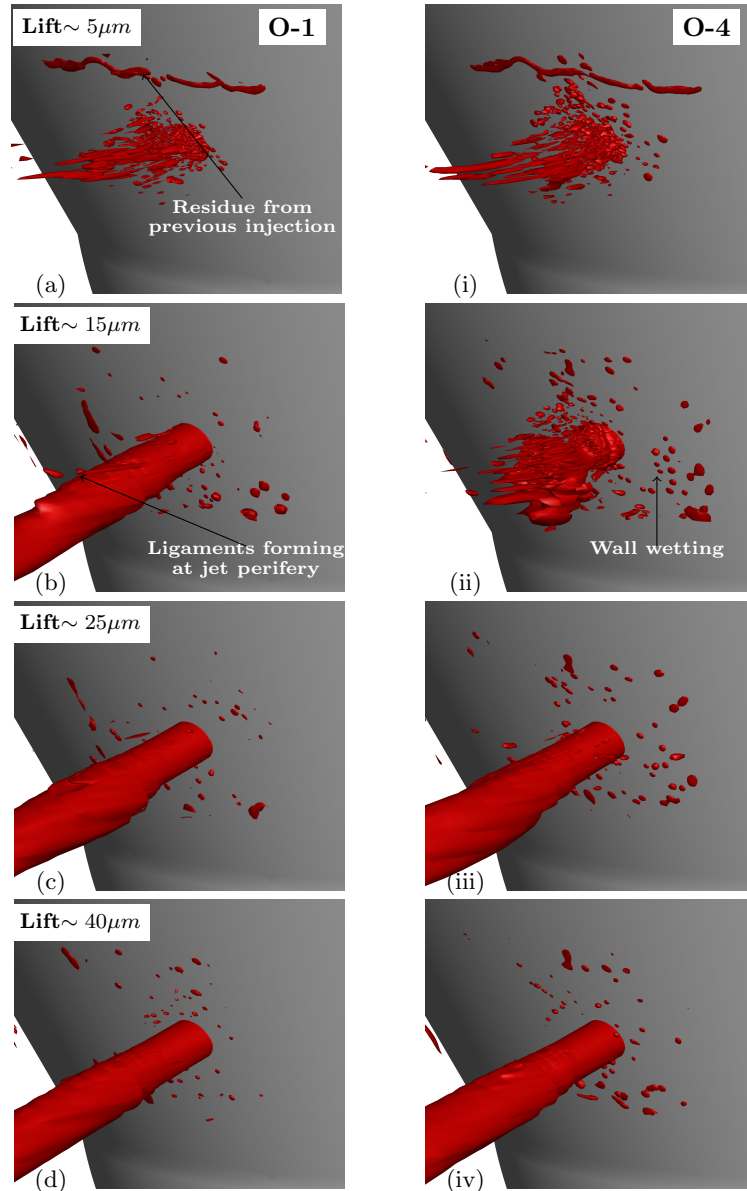 Lift∼ 5μm
O-1
O-4
Residue from
previous injection
(a)
(i)
Lift∼ 15μm
Ligaments forming
at jet perifery
Wall wetting
(b)
(ii)
Lift∼ 25μm
(c)
(iii)
Lift∼ 40μm
(d)
(iv)